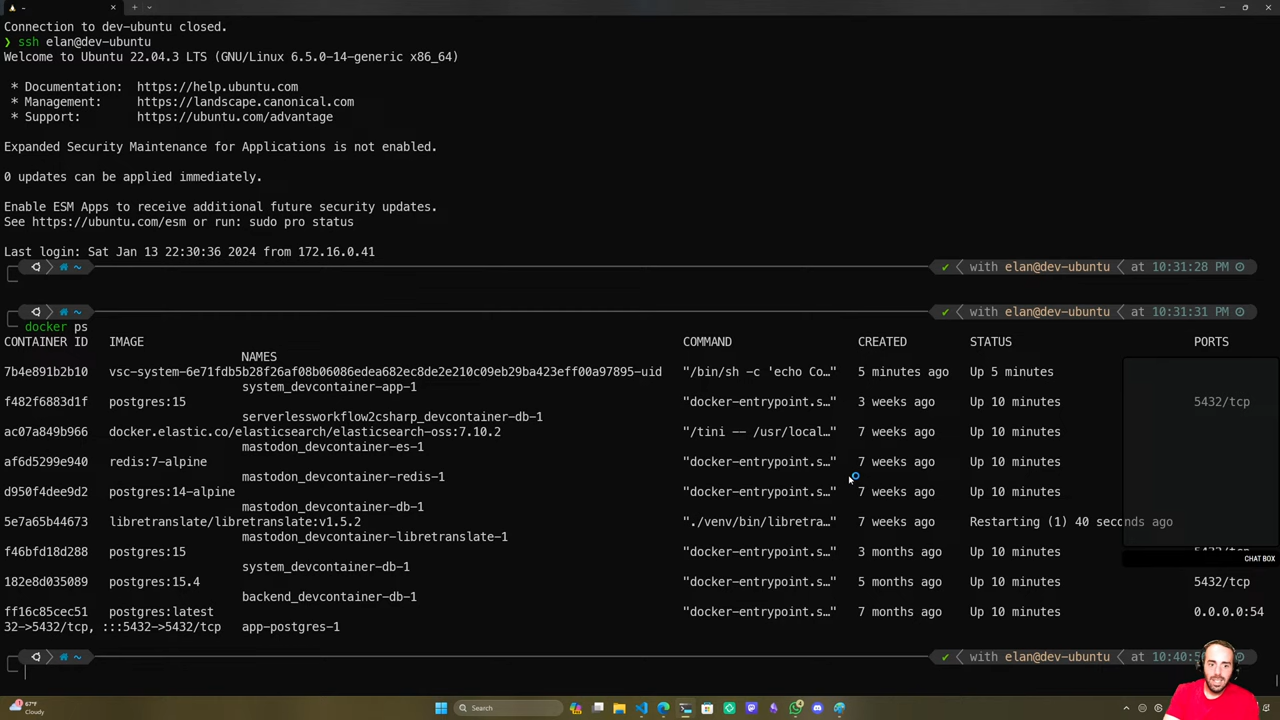 Connection to dev-ubuntu closed.
❯ ssh elan@dev-ubuntu
Welcome to Ubuntu 22.04.3 LTS (GNU/Linux 6.5.0-14-generic x86_64)
* Documentation: https://help.ubuntu.com
* Management: https://landscape.canonical.com
* Support: https://ubuntu.com/advantage
Expanded Security Maintenance for Applications is not enabled.
0 updates can be applied immediately.
Enable ESM Apps to receive additional future security updates.
See https://ubuntu.com/esm or run: sudo pro status
Last login: Sat Jan 13 22:30:36 2024 from 172.16.0.41
~ ✔ with elan@dev-ubuntu at 10:31:28 PM
~ ✔ with elan@dev-ubuntu at 10:31:31 PM
docker ps
CONTAINER ID IMAGE COMMAND CREATED STATUS PORTS
NAMES
7b4e891b2b10 vsc-system-6e71fdb5b28f26af08b06086edea682ec8de2e210c09eb29ba423eff00a97895-uid "/bin/sh -c 'echo Co…" 5 minutes ago Up 5 minutes
system_devcontainer-app-1
f482f6883d1f postgres:15 "docker-entrypoint.s…" 3 weeks ago Up 10 minutes 5432/tcp
serverlessworkflow2csharp_devcontainer-db-1
ac07a849b966 docker.elastic.co/elasticsearch/elasticsearch-oss:7.10.2 "/tini -- /usr/local…" 7 weeks ago Up 10 minutes
mastodon_devcontainer-es-1
af6d5299e940 redis:7-alpine "docker-entrypoint.s…" 7 weeks ago Up 10 minutes
mastodon_devcontainer-redis-1
d950f4dee9d2 postgres:14-alpine "docker-entrypoint.s…" 7 weeks ago Up 10 minutes
mastodon_devcontainer-db-1
5e7a65b44673 libretranslate/libretranslate:v1.5.2 "./venv/bin/libretra…" 7 weeks ago Restarting (1) 40 seconds ago
mastodon_devcontainer-libretranslate-1
f46bfd18d288 postgres:15 "docker-entrypoint.s…" 3 months ago Up 10 minutes 5432/tcp
CHAT BOX
system_devcontainer-db-1
182e8d035089 postgres:15.4 "docker-entrypoint.s…" 5 months ago Up 10 minutes 5432/tcp
backend_devcontainer-db-1
ff16c85cec51 postgres:latest "docker-entrypoint.s…" 7 months ago Up 10 minutes 0.0.0.0:54
32->5432/tcp, :::5432->5432/tcp app-postgres-1
~ ✔ with elan@dev-ubuntu at
67°F
Cloudy
Search